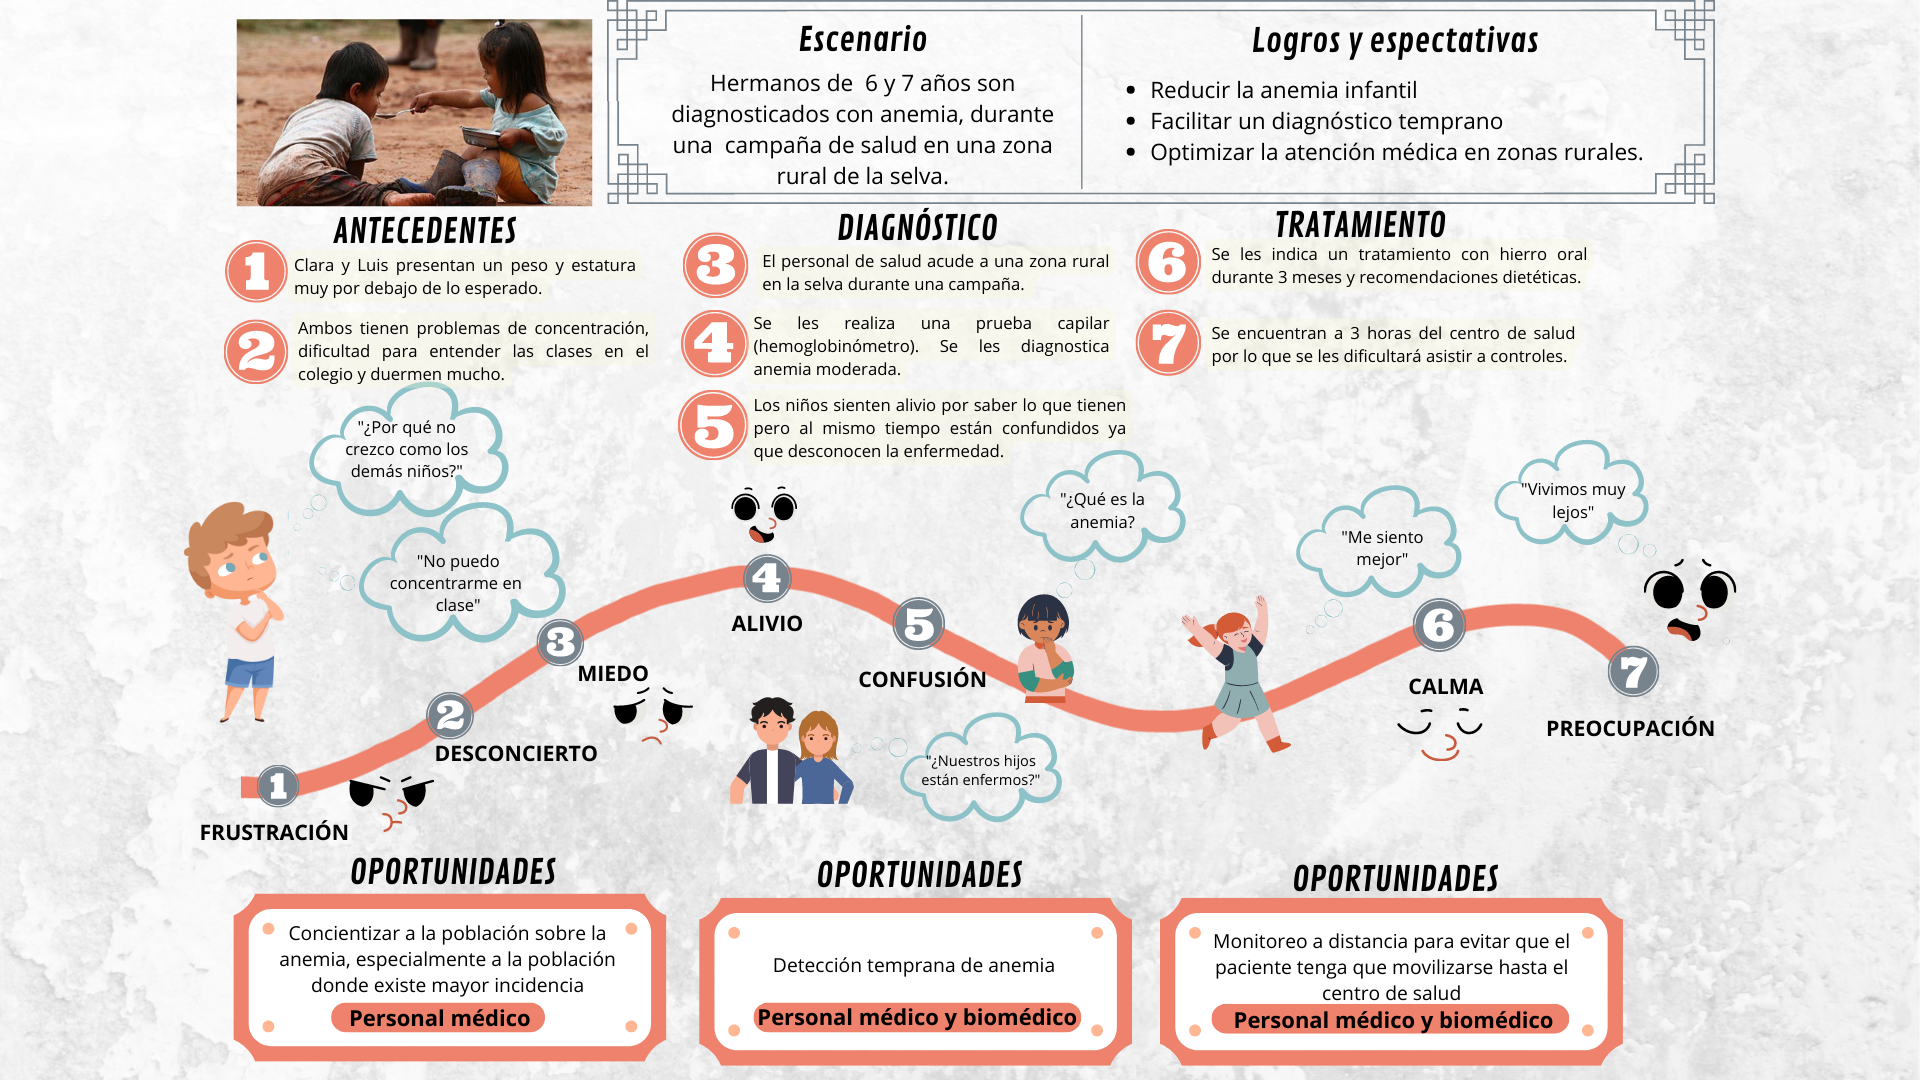 Escenario
Hermanos de 6 y 7 años son
diagnosticados con anemia, durante
una campaña de salud en una zona
rural de la selva.
Logros y espectativas
• Reducir la anemia infantil
• Facilitar un diagnóstico temprano
• Optimizar la atención médica en zonas rurales.
ANTECEDENTES
1
Clara y Luis presentan un peso y estatura
muy por debajo de lo esperado.
2
Ambos tienen problemas de concentración,
dificultad para entender las clases en el
colegio y duermen mucho.
DIAGNÓSTICO
3
El personal de salud acude a una zona rural
en la selva durante una campaña.
4
Se les realiza una prueba capilar
(hemoglobinómetro). Se les diagnostica
anemia moderada.
5
Los niños sienten alivio por saber lo que tienen
pero al mismo tiempo están confundidos ya
que desconocen la enfermedad.
TRATAMIENTO
6
Se les indica un tratamiento con hierro oral
durante 3 meses y recomendaciones dietéticas.
7
Se encuentran a 3 horas del centro de salud
por lo que se les dificultará asistir a controles.
"¿Por qué no
crezco como los
demás niños?"
"No puedo
concentrarme en
clase"
1
FRUSTRACIÓN
2
DESCONCIERTO
3
MIEDO
4
ALIVIO
"¿Nuestros hijos
están enfermos?"
5
CONFUSIÓN
"¿Qué es la
anemia?
"Me siento
mejor"
6
CALMA
"Vivimos muy
lejos"
7
PREOCUPACIÓN
OPORTUNIDADES
Concientizar a la población sobre la
anemia, especialmente a la población
donde existe mayor incidencia
Personal médico
OPORTUNIDADES
Detección temprana de anemia
Personal médico y biomédico
OPORTUNIDADES
Monitoreo a distancia para evitar que el
paciente tenga que movilizarse hasta el
centro de salud
Personal médico y biomédico